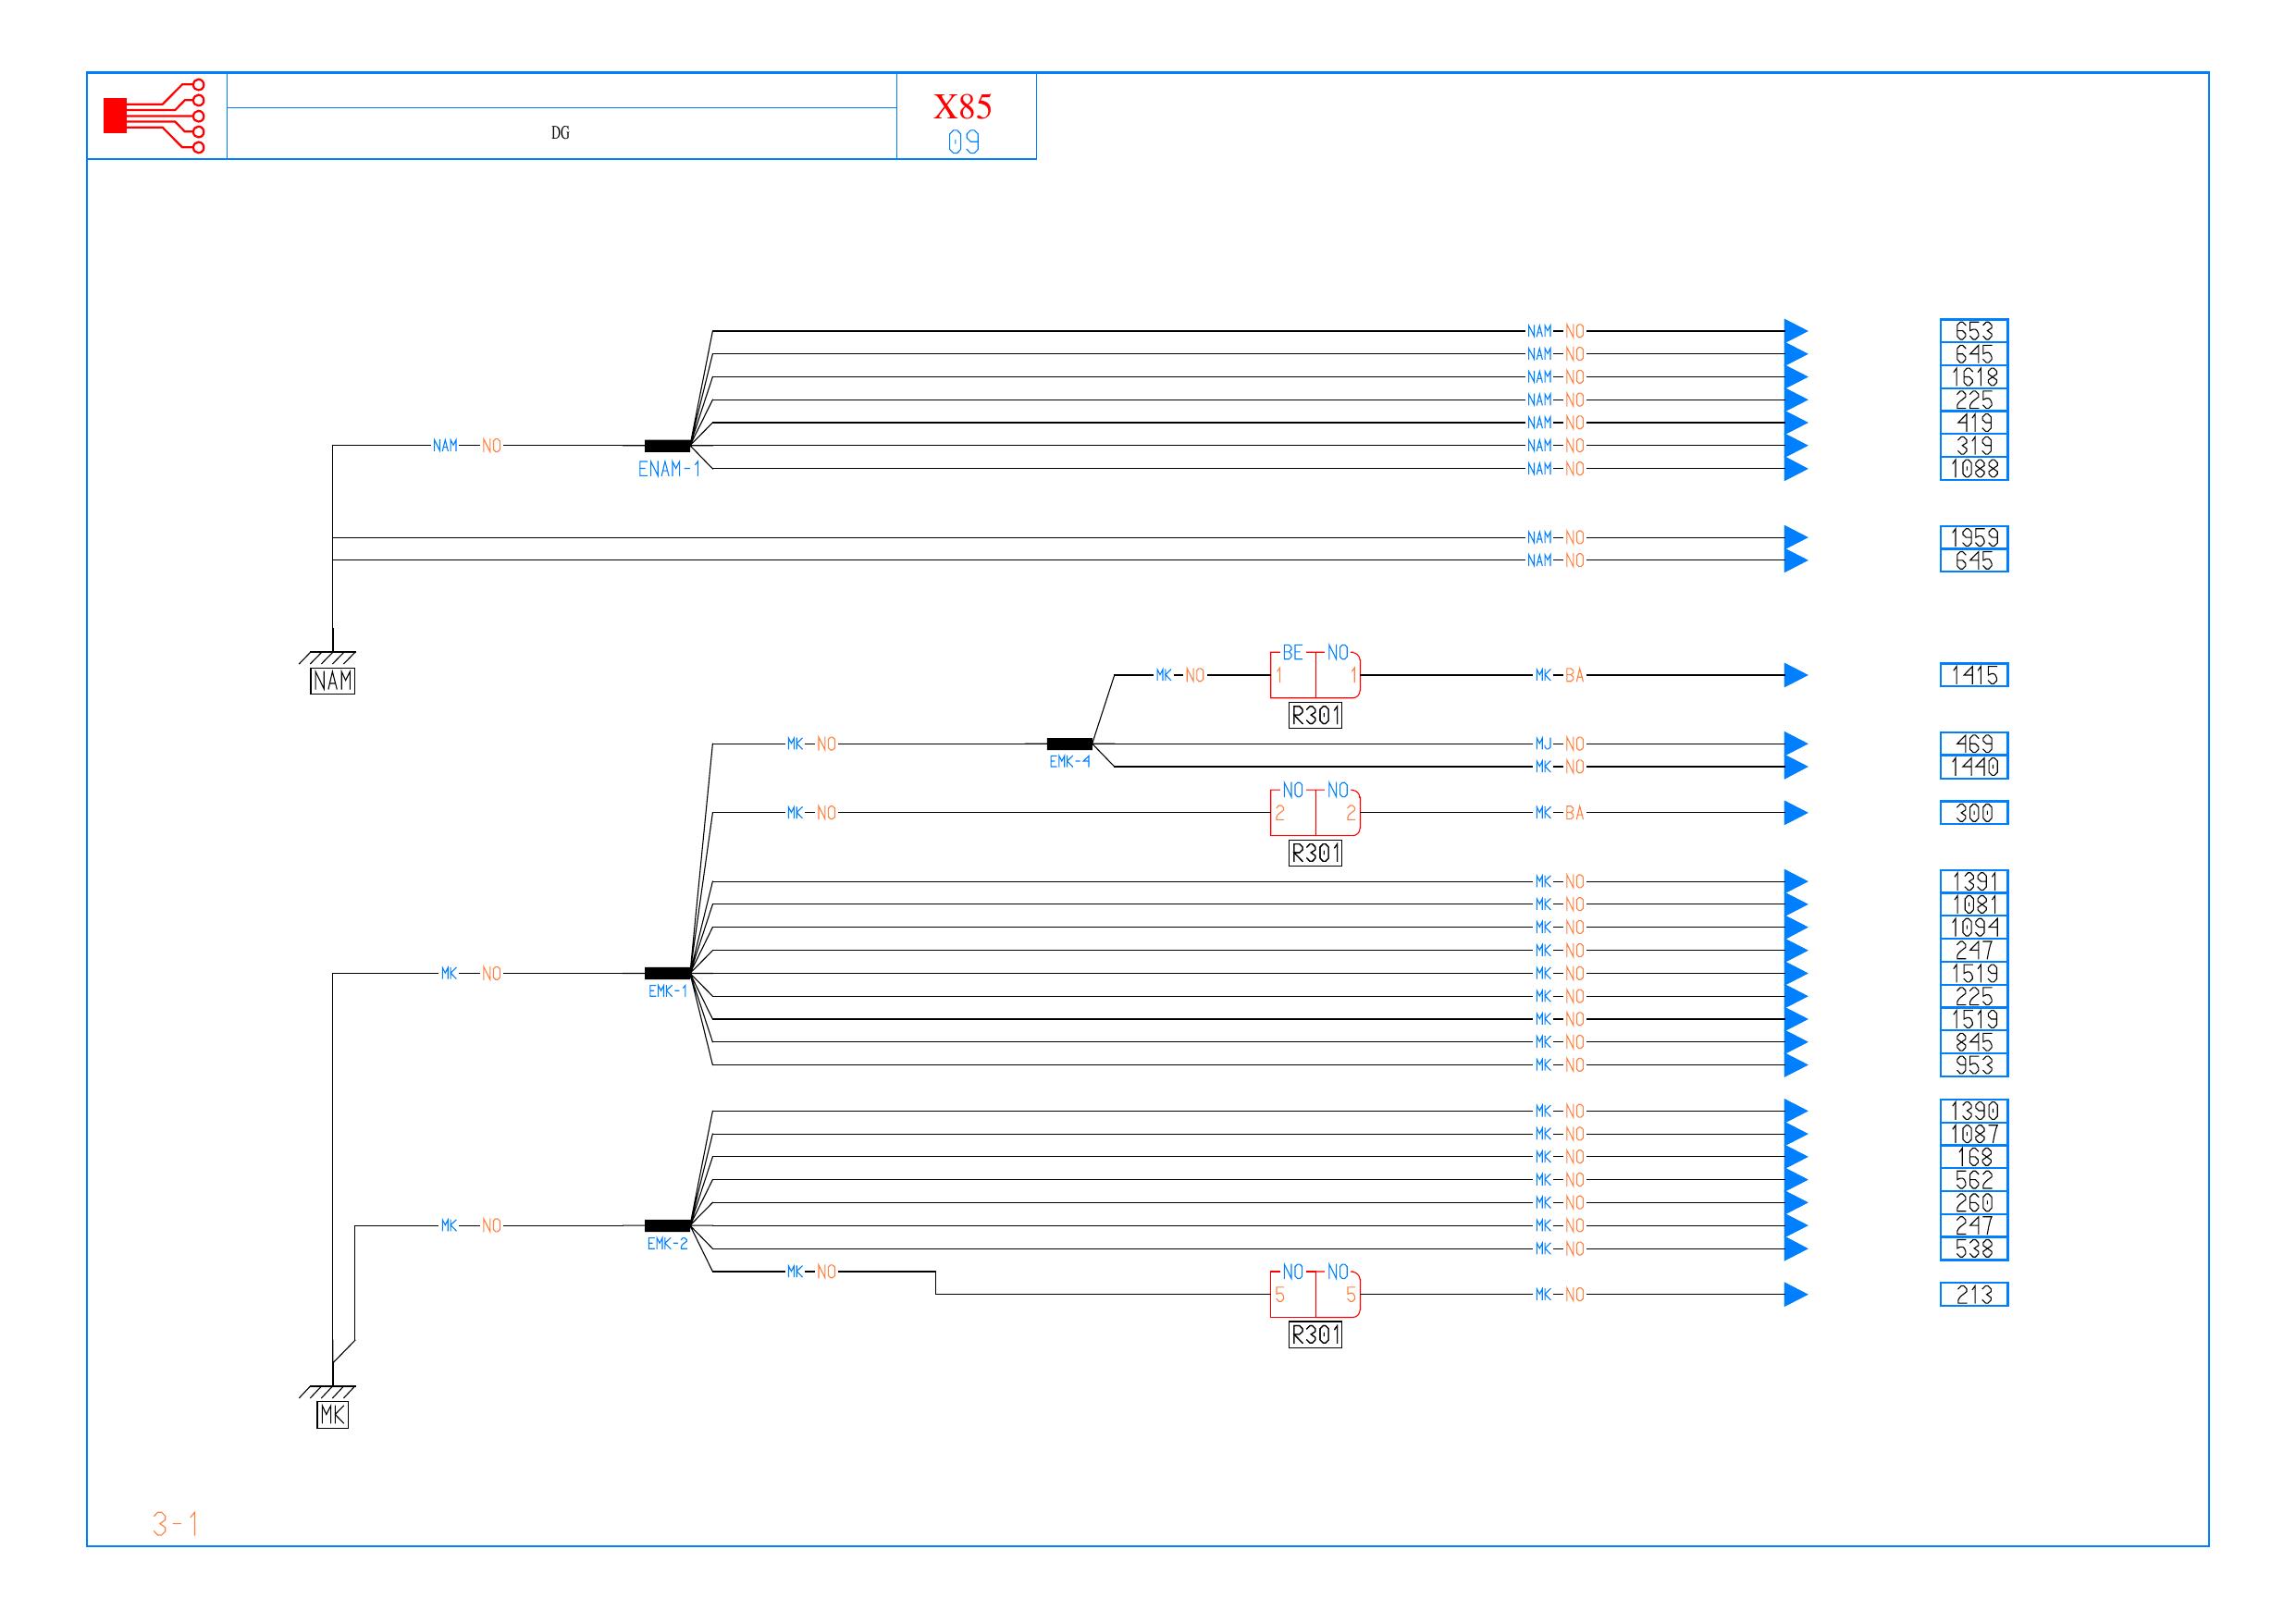 DG
X85
09
NAM NO 653
NAM NO 645
NAM NO 1618
NAM NO 225
NAM NO 419
NAM NO NAM NO 319
ENAM-1 NAM NO 1088
NAM NO 1959
NAM NO 645
NAM
BE NO
MK NO 1 1 MK BA 1415
R301
MK NO MJ NO 469
EMK-4 MK NO 1440
NO NO
MK NO 2 2 MK BA 300
R301
MK NO 1391
MK NO 1081
MK NO 1094
MK NO 247
MK NO MK NO 1519
EMK-1 MK NO 225
MK NO 1519
MK NO 845
MK NO 953
MK NO 1390
MK NO 1087
MK NO 168
MK NO 562
MK NO 260
MK NO MK NO 247
EMK-2 MK NO 538
MK NO NO NO
5 5 MK NO 213
R301
MK
3-1